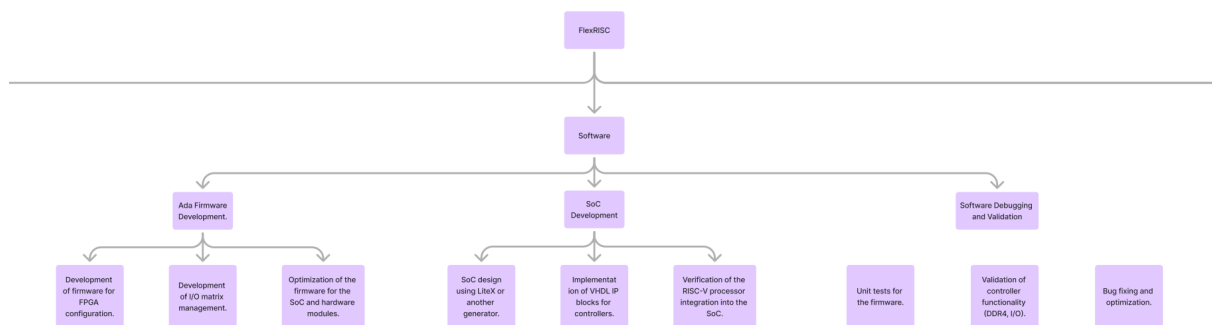 FlexRISC
Software
Ada Firmware
Development.
SoC
Development
Software Debugging
and Validation
Development
of firmware for
FPGA
configuration.
Development
of I/O matrix
management.
Optimization of the
firmware for the
SoC and hardware
modules.
SoC design
using LiteX or
another
generator.
Implementat
ion of VHDL IP
blocks for
controllers.
Verification of the
RISC-V processor
integration into the
SoC.
Unit tests for
the firmware.
Validation of
controller
functionality
(DDR4, I/O).
Bug fixing and
optimization.